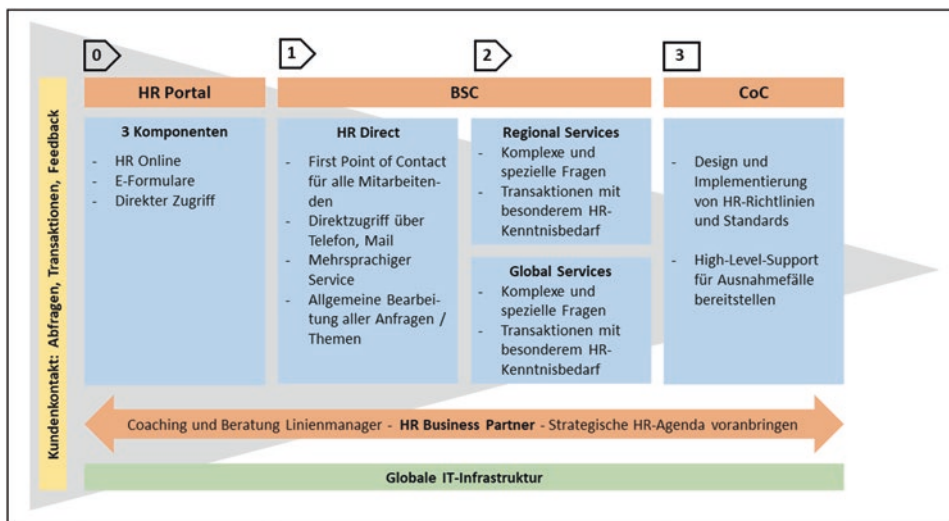 Kundenkontakt: Abfragen, Transaktionen, Feedback
0
1
2
3
HR Portal
BSC
CoC
3 Komponenten
- HR Online
- E-Formulare
- Direkter Zugriff
HR Direct
- First Point of Contact
für alle Mitarbeiten-
den
- Direktzugriff über
Telefon, Mail
- Mehrsprachiger
Service
- Allgemeine Bearbei-
tung aller Anfragen /
Themen
Regional Services
- Komplexe und
spezielle Fragen
- Transaktionen mit
besonderem HR-
Kenntnisbedarf
Global Services
- Komplexe und
spezielle Fragen
- Transaktionen mit
besonderem HR-
Kenntnisbedarf
- Design und
Implementierung
von HR-Richtlinien
und Standards
- High-Level-Support
für Ausnahmefälle
bereitstellen
Coaching und Beratung Linienmanager - HR Business Partner - Strategische HR-Agenda voranbringen
Globale IT-Infrastruktur